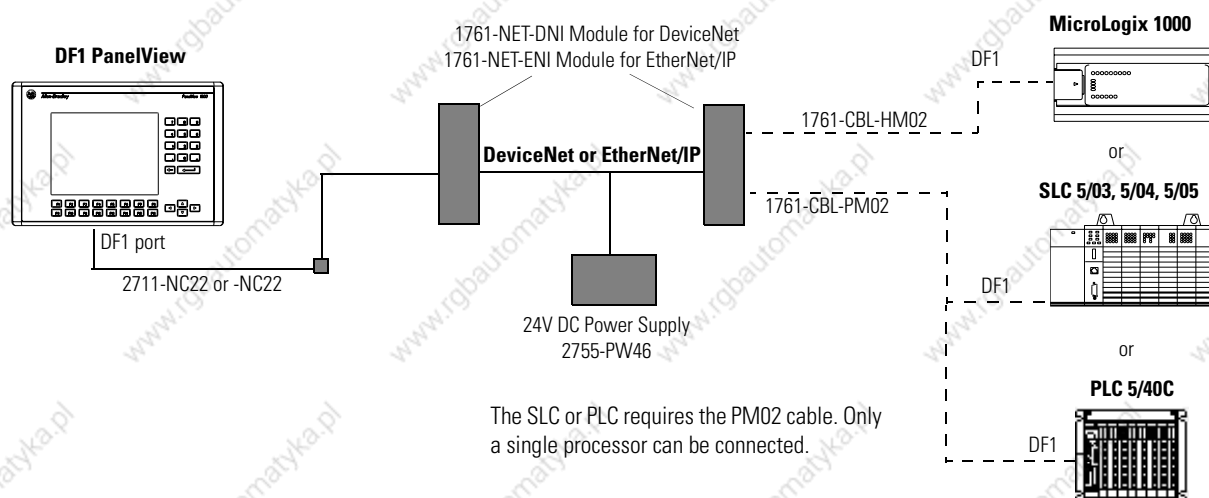 1761-NET-DNI Module for DeviceNet
1761-NET-ENI Module for EtherNet/IP
DF1 PanelView
MicroLogix 1000
DF1
1761-CBL-HM02
or
DeviceNet or EtherNet/IP
1761-CBL-PM02
SLC 5/03, 5/04, 5/05
DF1 port
2711-NC22 or -NC22
DF1
24V DC Power Supply
2755-PW46
or
PLC 5/40C
The SLC or PLC requires the PM02 cable. Only
a single processor can be connected.
DF1
www.rgbautomatyka.pl